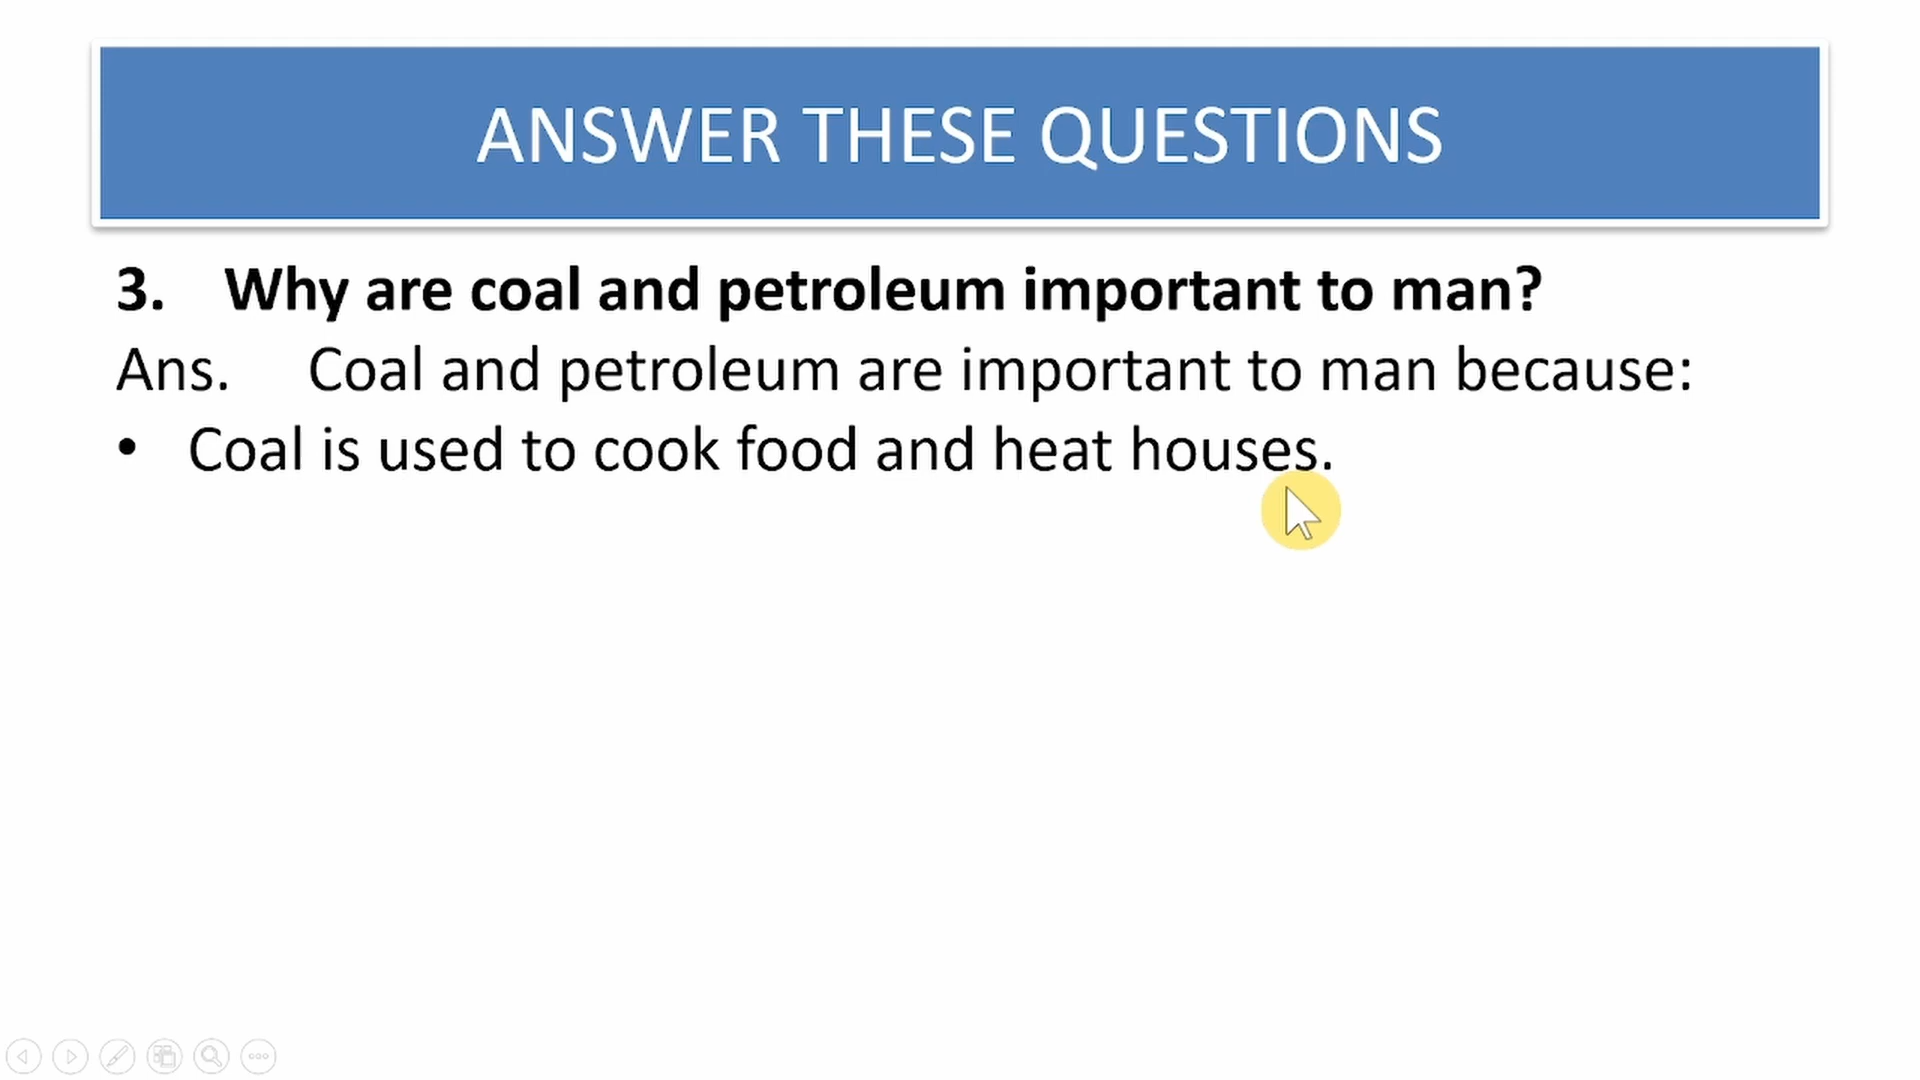 ANSWER THESE QUESTIONS
3. Why are coal and petroleum important to man?
Ans. Coal and petroleum are important to man because:
• Coal is used to cook food and heat houses.